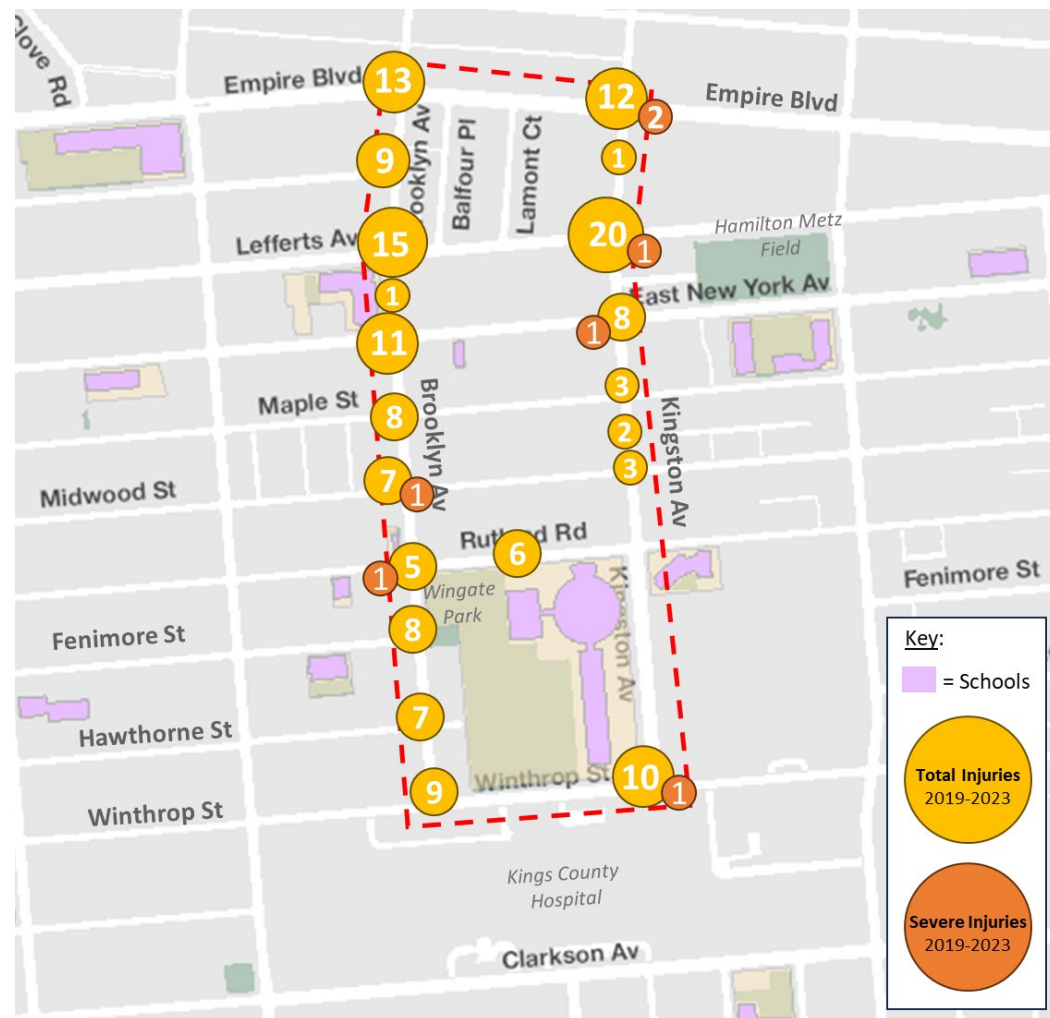 Clove Rd
Empire Blvd
13
12
2
Empire Blvd
Brooklyn Av
Balfour Pl
Lamont Ct
9
1
Lefferts Av
15
20
1
Hamilton Metz
Field
1
East New York Av
8
1
11
Maple St
8
3
2
3
Brooklyn Av
Kingston Av
Midwood St
7
1
Rutland Rd
6
5
1
Wingate
Park
Fenimore St
Fenimore St
8
Kingston Av
7
Hawthorne St
Winthrop St
10
1
9
Winthrop St
Kings County
Hospital
Clarkson Av
Key:
= Schools
Total Injuries
2019-2023
Severe Injuries
2019-2023